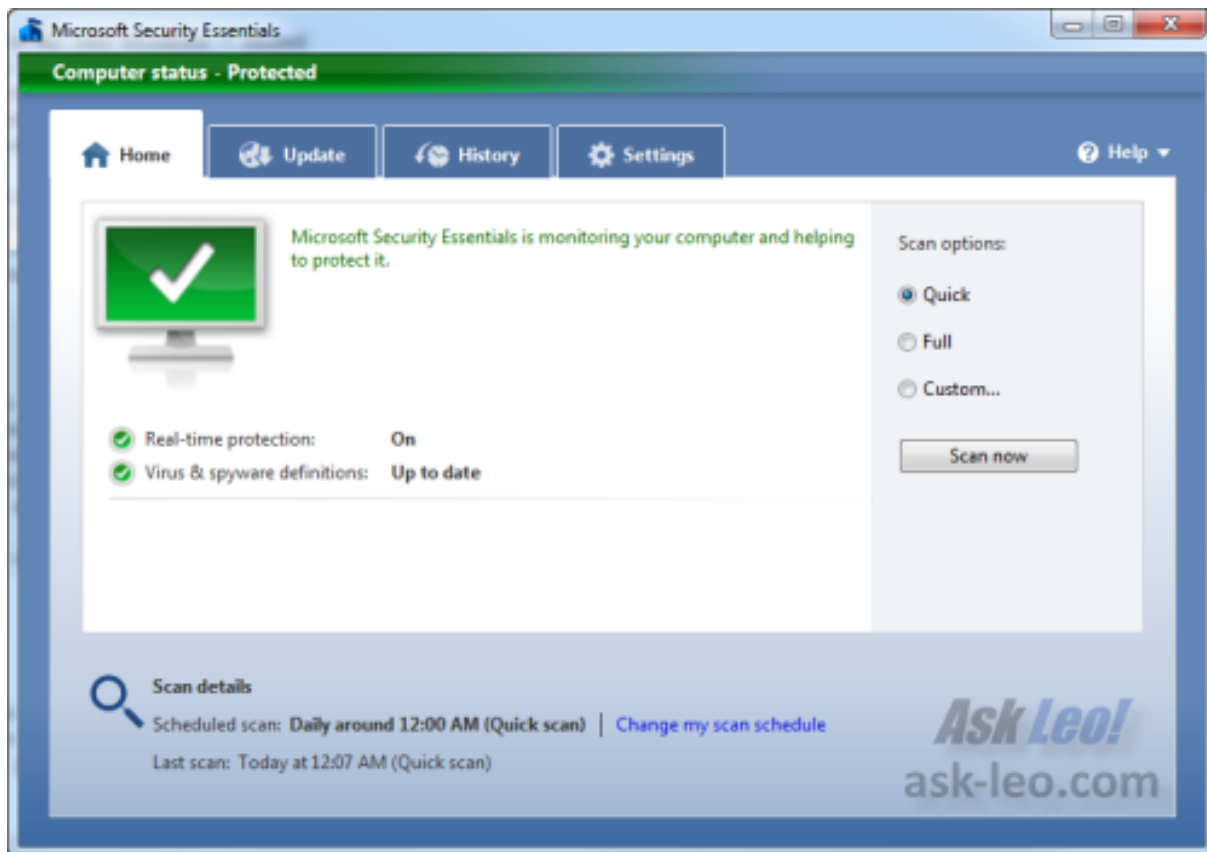 Microsoft Security Essentials
Computer status - Protected
Home
Update
History
Settings
Help
Microsoft Security Essentials is monitoring your computer and helping
to protect it.
Real-time protection: On
Virus & spyware definitions: Up to date
Scan options:
Quick
Full
Custom...
Scan now
Scan details
Scheduled scan: Daily around 12:00 AM (Quick scan) | Change my scan schedule
Last scan: Today at 12:07 AM (Quick scan)
Ask Leo!
ask-leo.com